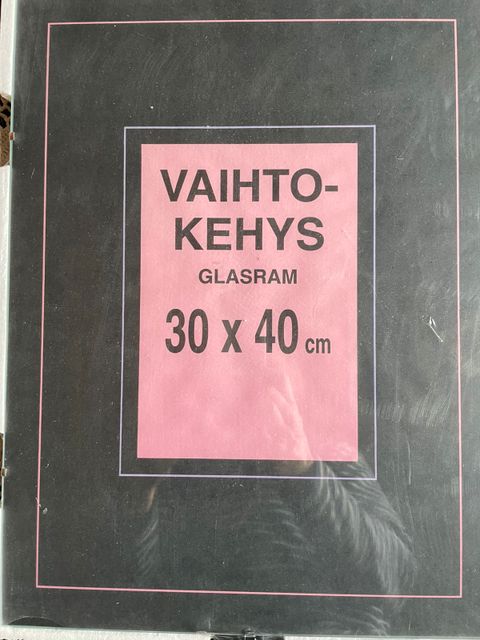 VAIHTO-
KEHYS
GLASRAM
30 x 40 cm